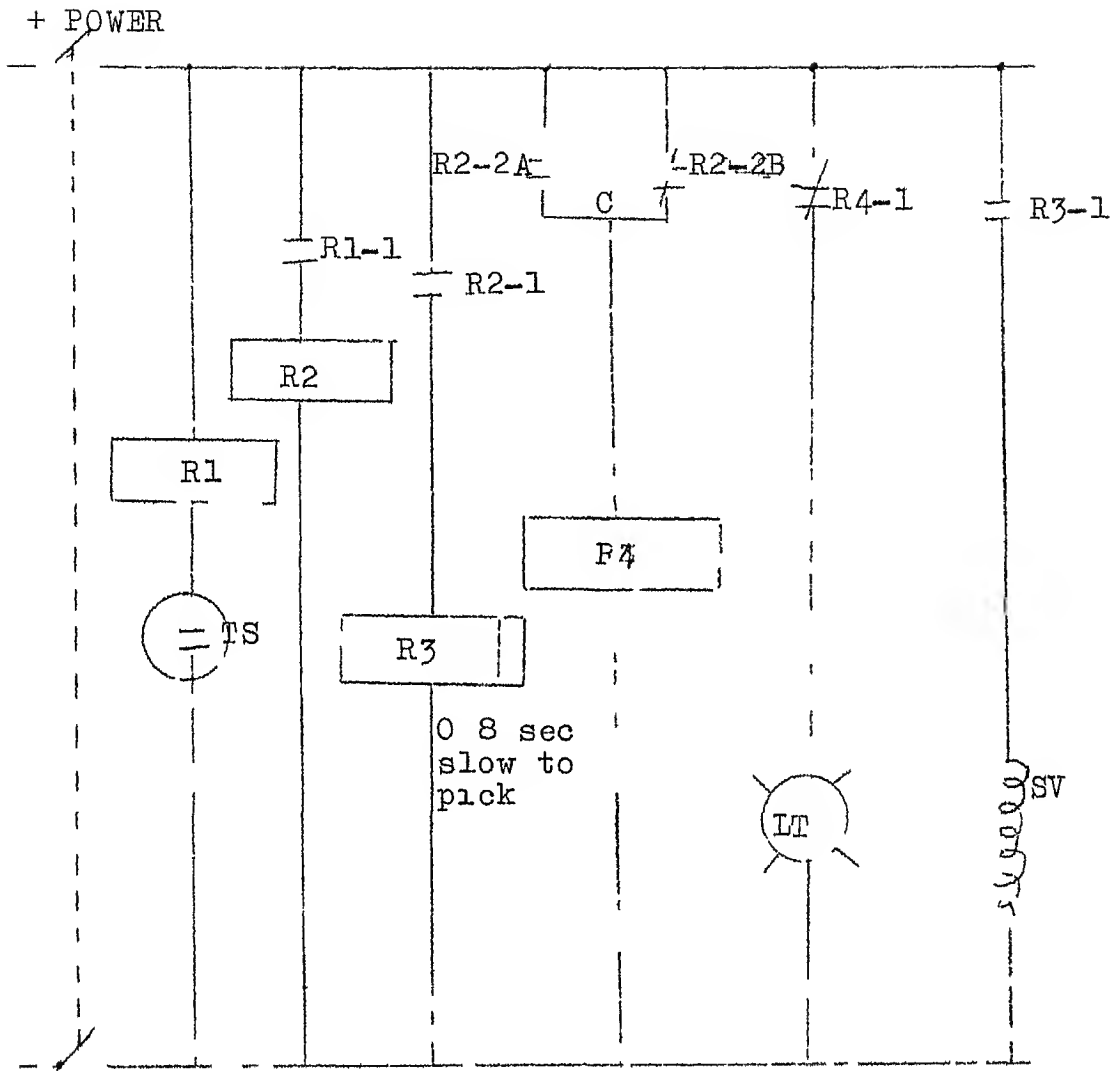 + POWER
R2-2A
R2-2B
C
R4-1
R3-1
R1-1
R2-1
R2
R1
R4
TS
R3
0 8 sec
slow to
pick
SV
LT